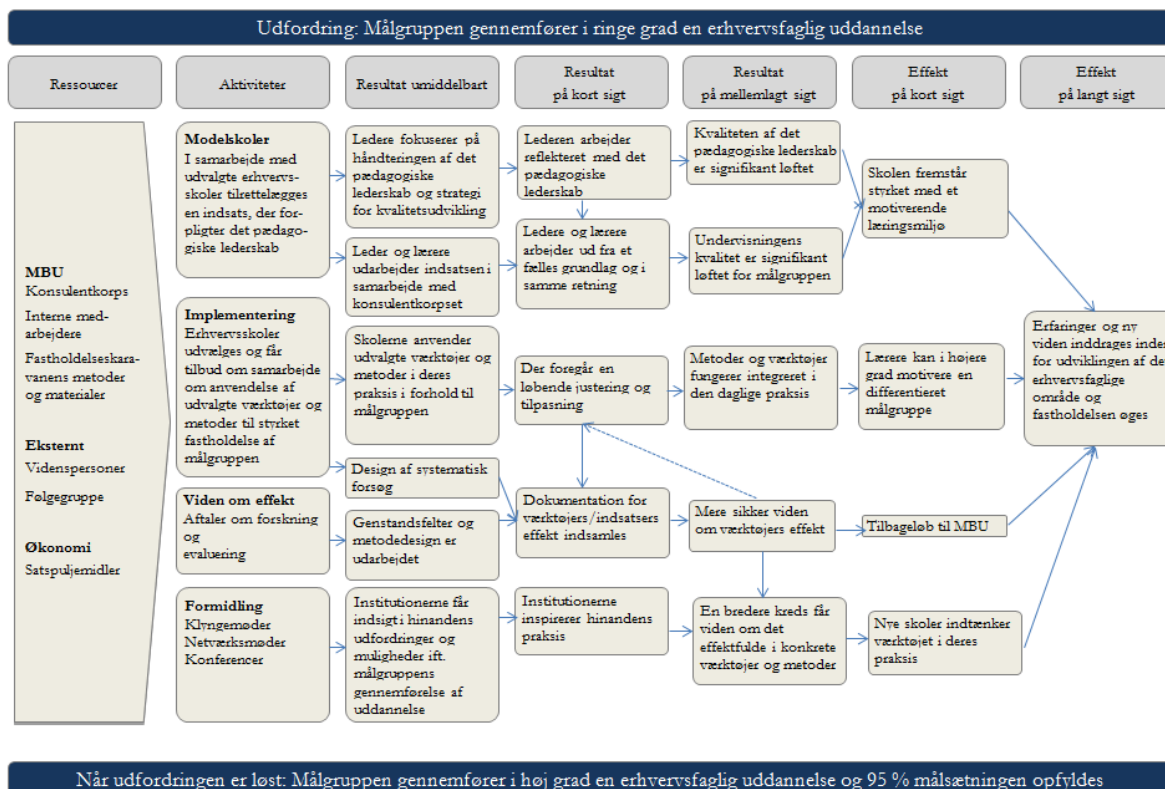 Udfordring: Målgruppen gennemfører i ringe grad en erhvervsfaglig uddannelse
Ressourcer
Aktiviteter
Resultat umiddelbart
Resultat
på kort sigt
Resultat
på mellemlagt sigt
Effekt
på kort sigt
Effekt
på langt sigt
MBU
Konsulentkorps
Interne med-
arbejdere
Fastholdelseskara-
vanens metoder
og materialer
Eksternt
Videnspersoner
Følgegruppe
Økonomi
Satspuljemidler
Modelskoler
I samarbejde med
udvalgte erhvervs-
skoler tilrettelægges
en indsats, der for-
pligter det pædago-
giske lederskab
Implementering
Erhvervsskoler
udvælges og får
tilbud om samarbejde
om anvendelse af
udvalgte værktøjer og
metoder til styrket
fastholdelse af
målgruppen
Viden om effekt
Aftaler om forskning
og
evaluering
Formidling
Klyngemøder
Netværksmøder
Konferencer
Ledere fokuserer på
håndteringen af det
pædagogiske
lederskab og strategi
for kvalitetsudvikling
Leder og lærere
udarbejder indsatsen i
samarbejde med
konsulentkorpset
Skolerne anvender
udvalgte værktøjer og
metoder i deres
praksis i forhold til
målgruppen
Design af systematisk
forsøg
Genstandsfelter og
metodedesign er
udarbejdet
Institutionerne får
indsigt i hinandens
udfordringer og
muligheder ift.
målgruppens
gennemførelse af
uddannelse
Lederen arbejder
reflekteret med det
pædagogiske
lederskab
Ledere og lærere
arbejder ud fra et
fælles grundlag og i
samme retning
Der foregår en
løbende justering og
tilpasning
Dokumentation for
værktøjers/indsatsers
effekt indsamles
Institutionerne
inspirerer hinandens
praksis
Kvaliteten af det
pædagogiske lederskab
er signifikant løftet
Undervisningens
kvalitet er signifikant
løftet for målgruppen
Metoder og værktøjer
fungerer integreret i
den daglige praksis
Mere sikker viden
om værktøjers effekt
En bredere kreds får
viden om det
effektfulde i konkrete
værktøjer og metoder
Skolen fremstår
styrket med et
motiverende
læringsmiljø
Lærere kan i højere
grad motivere en
differentieret
målgruppe
Tilbageløb til MBU
Nye skoler indtænker
værktøjet i deres
praksis
Erfaringer og ny
viden inddrages inden
for udviklingen af det
erhvervsfaglige
område og
fastholdelsen øges
Når udfordringen er løst: Målgruppen gennemfører i høj grad en erhvervsfaglig uddannelse og 95 % målsætningen opfyldes